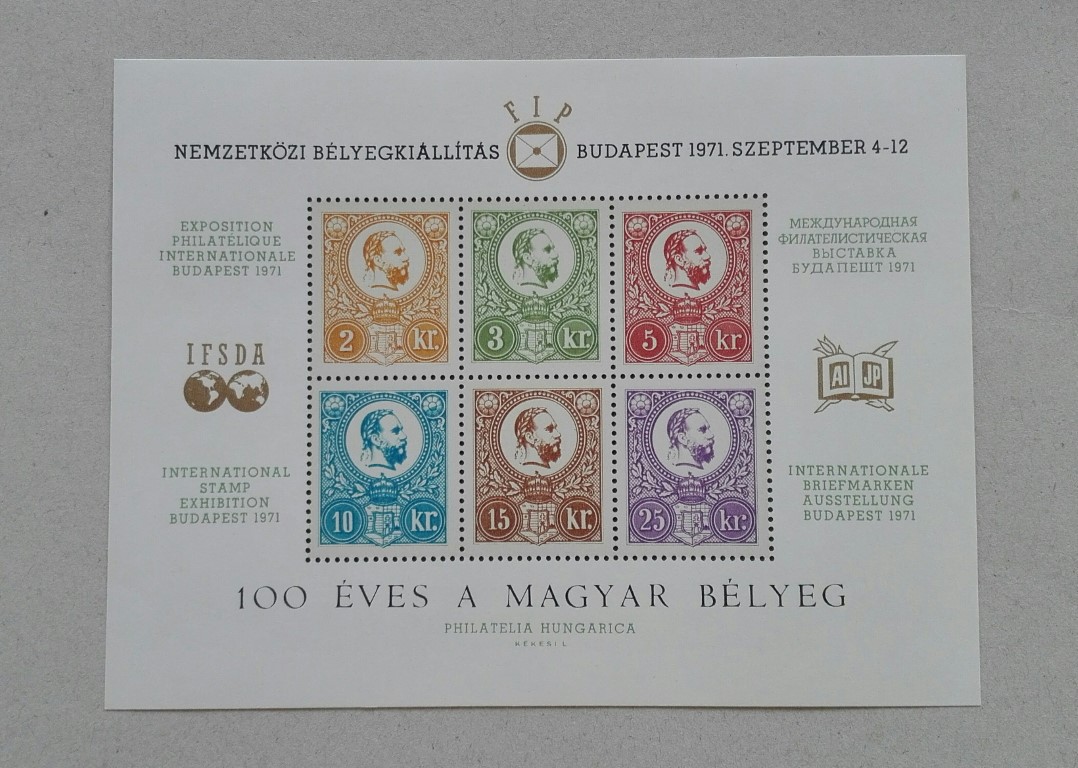 FIP
NEMZETKÖZI BÉLYEGKIÁLLÍTÁS BUDAPEST 1971. SZEPTEMBER 4-12
EXPOSITION
PHILATÉLIQUE
INTERNATIONALE
BUDAPEST 1971
МЕЖДУНАРОДНАЯ
ФИЛАТЕЛИСТИЧЕСКАЯ
ВЫСТАВКА
БУДАПЕШТ 1971
2 kr.
3 kr.
5 kr.
IFSDA
AI JP
10 kr.
15 kr.
25 kr.
INTERNATIONAL
STAMP
EXHIBITION
BUDAPEST 1971
INTERNATIONALE
BRIEFMARKEN
AUSSTELLUNG
BUDAPEST 1971
100 ÉVES A MAGYAR BÉLYEG
PHILATELIA HUNGARICA
KÉKESI L.